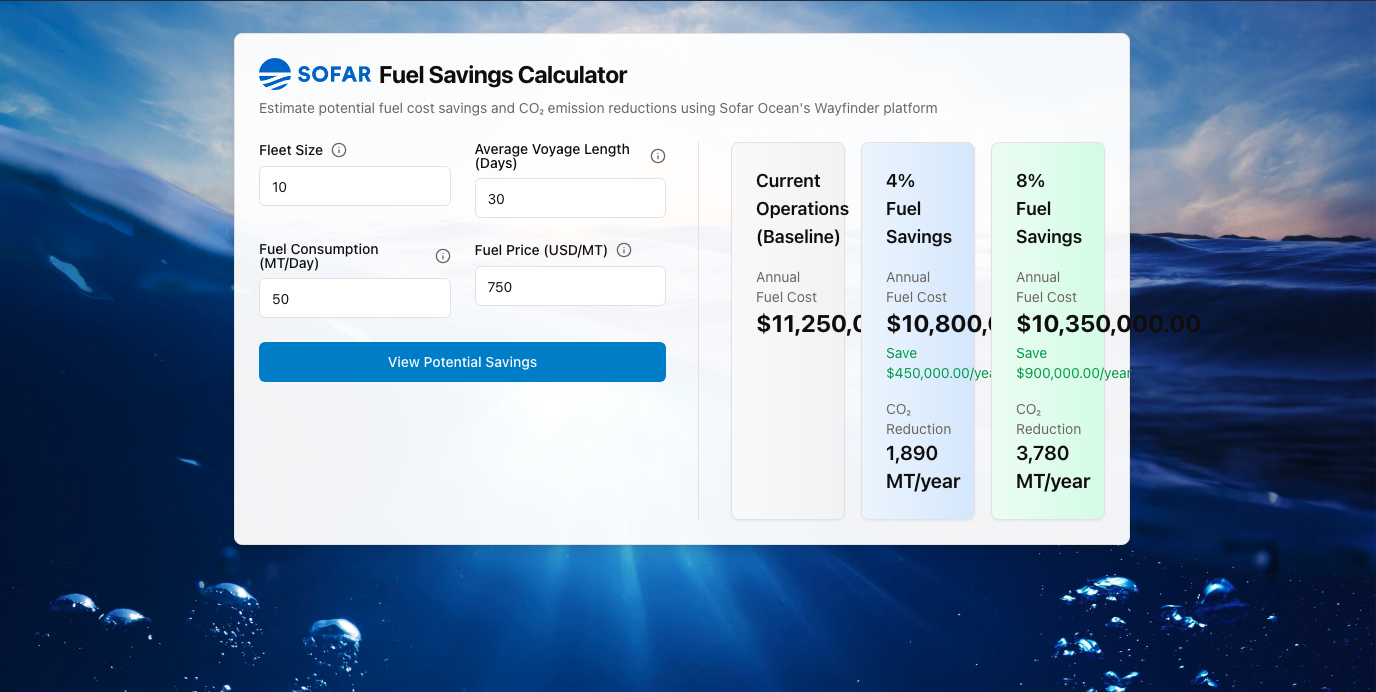 SOFAR Fuel Savings Calculator
Estimate potential fuel cost savings and CO₂ emission reductions using Sofar Ocean's Wayfinder platform
Fleet Size
10
Average Voyage Length
(Days)
30
Fuel Consumption
(MT/Day)
50
Fuel Price (USD/MT)
750
View Potential Savings
Current
Operations
(Baseline)
Annual
Fuel Cost
$11,250,0
4%
Fuel
Savings
Annual
Fuel Cost
$10,800,0
Save
$450,000.00/yea
CO₂
Reduction
1,890
MT/year
8%
Fuel
Savings
Annual
Fuel Cost
$10,350,000.00
Save
$900,000.00/year
CO₂
Reduction
3,780
MT/year